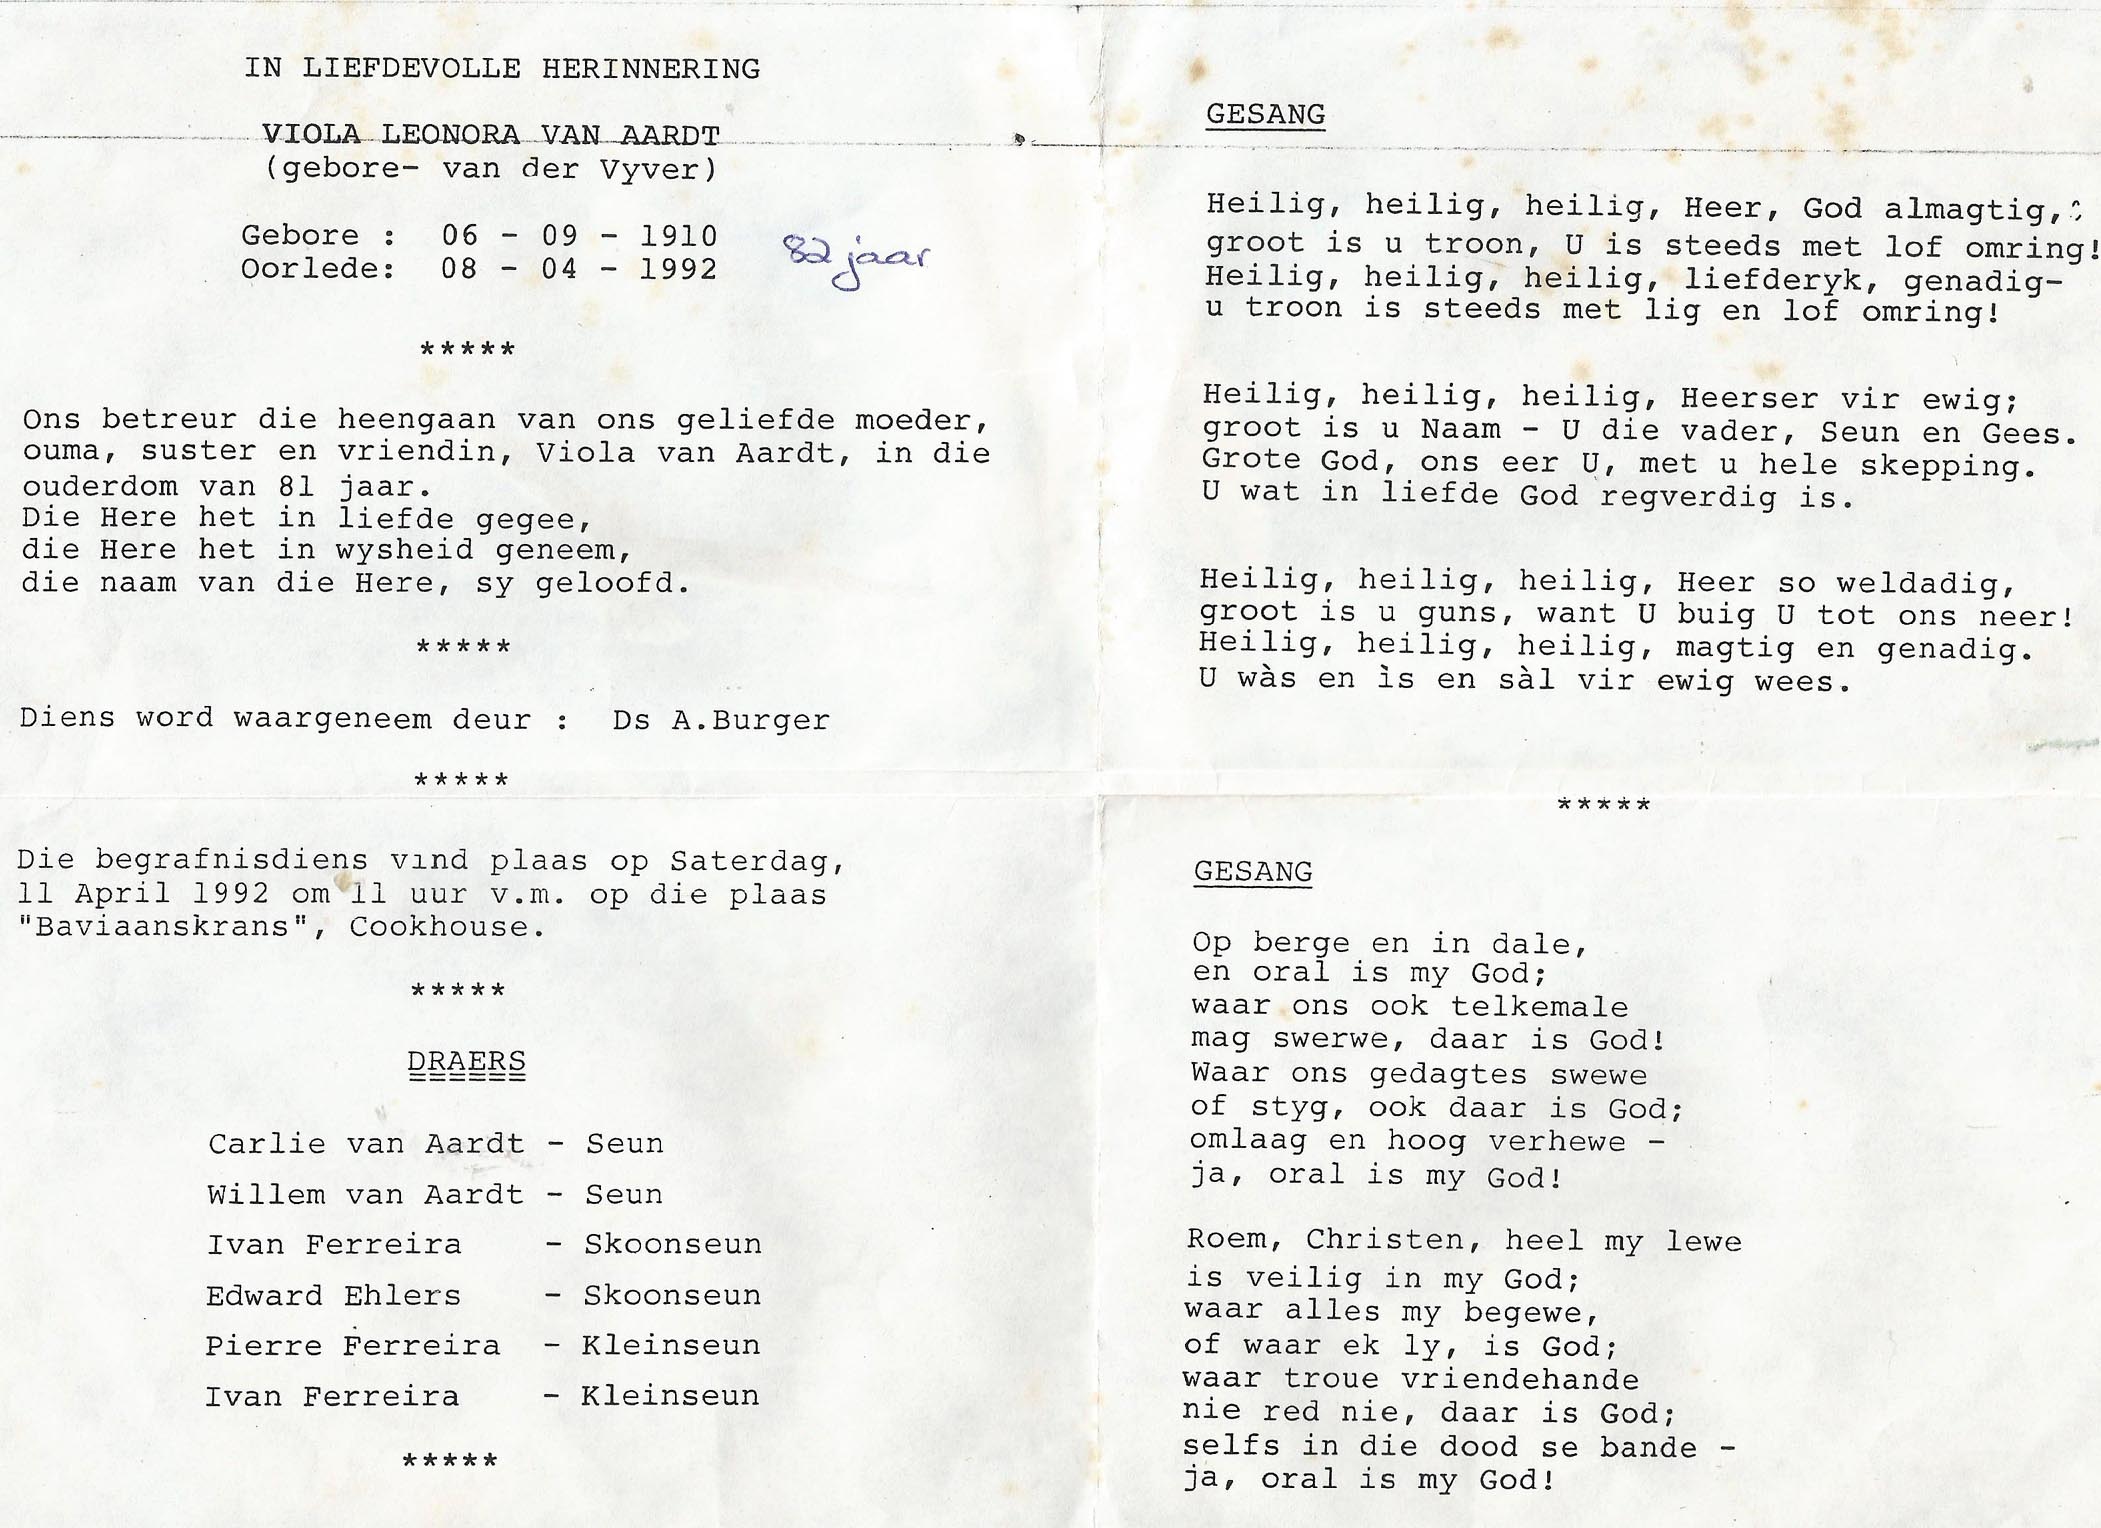 IN LIEFDEVOLLE HERINNERING
VIOLA LEONORA VAN AARDT
(gebore- van der Vyver)
Gebore : 06 - 09 - 1910
Oorlede: 08 - 04 - 1992
82 jaar
*****
Ons betreur die heengaan van ons geliefde moeder,
ouma, suster en vriendin, Viola van Aardt, in die
ouderdom van 81 jaar.
Die Here het in liefde gegee,
die Here het in wysheid geneem,
die naam van die Here, sy geloofd.
*****
Diens word waargeneem deur : Ds A.Burger
*****
Die begrafnisdiens vind plaas op Saterdag,
11 April 1992 om 11 uur v.m. op die plaas
"Baviaanskrans", Cookhouse.
*****
DRAERS
======
Carlie van Aardt - Seun
Willem van Aardt - Seun
Ivan Ferreira - Skoonseun
Edward Ehlers - Skoonseun
Pierre Ferreira - Kleinseun
Ivan Ferreira - Kleinseun
*****
GESANG
Heilig, heilig, heilig, Heer, God almagtig,
groot is u troon, U is steeds met lof omring!
Heilig, heilig, heilig, liefderyk, genadig-
u troon is steeds met lig en lof omring!
Heilig, heilig, heilig, Heerser vir ewig;
groot is u Naam - U die vader, Seun en Gees.
Grote God, ons eer U, met u hele skepping.
U wat in liefde God regverdig is.
Heilig, heilig, heilig, Heer so weldadig,
groot is u guns, want U buig U tot ons neer!
Heilig, heilig, heilig, magtig en genadig.
U wàs en ìs en sàl vir ewig wees.
*****
GESANG
Op berge en in dale,
en oral is my God;
waar ons ook telkemale
mag swerwe, daar is God!
Waar ons gedagtes swewe
of styg, ook daar is God;
omlaag en hoog verhewe -
ja, oral is my God!
Roem, Christen, heel my lewe
is veilig in my God;
waar alles my begewe,
of waar ek ly, is God;
waar troue vriendehande
nie red nie, daar is God;
selfs in die dood se bande -
ja, oral is my God!